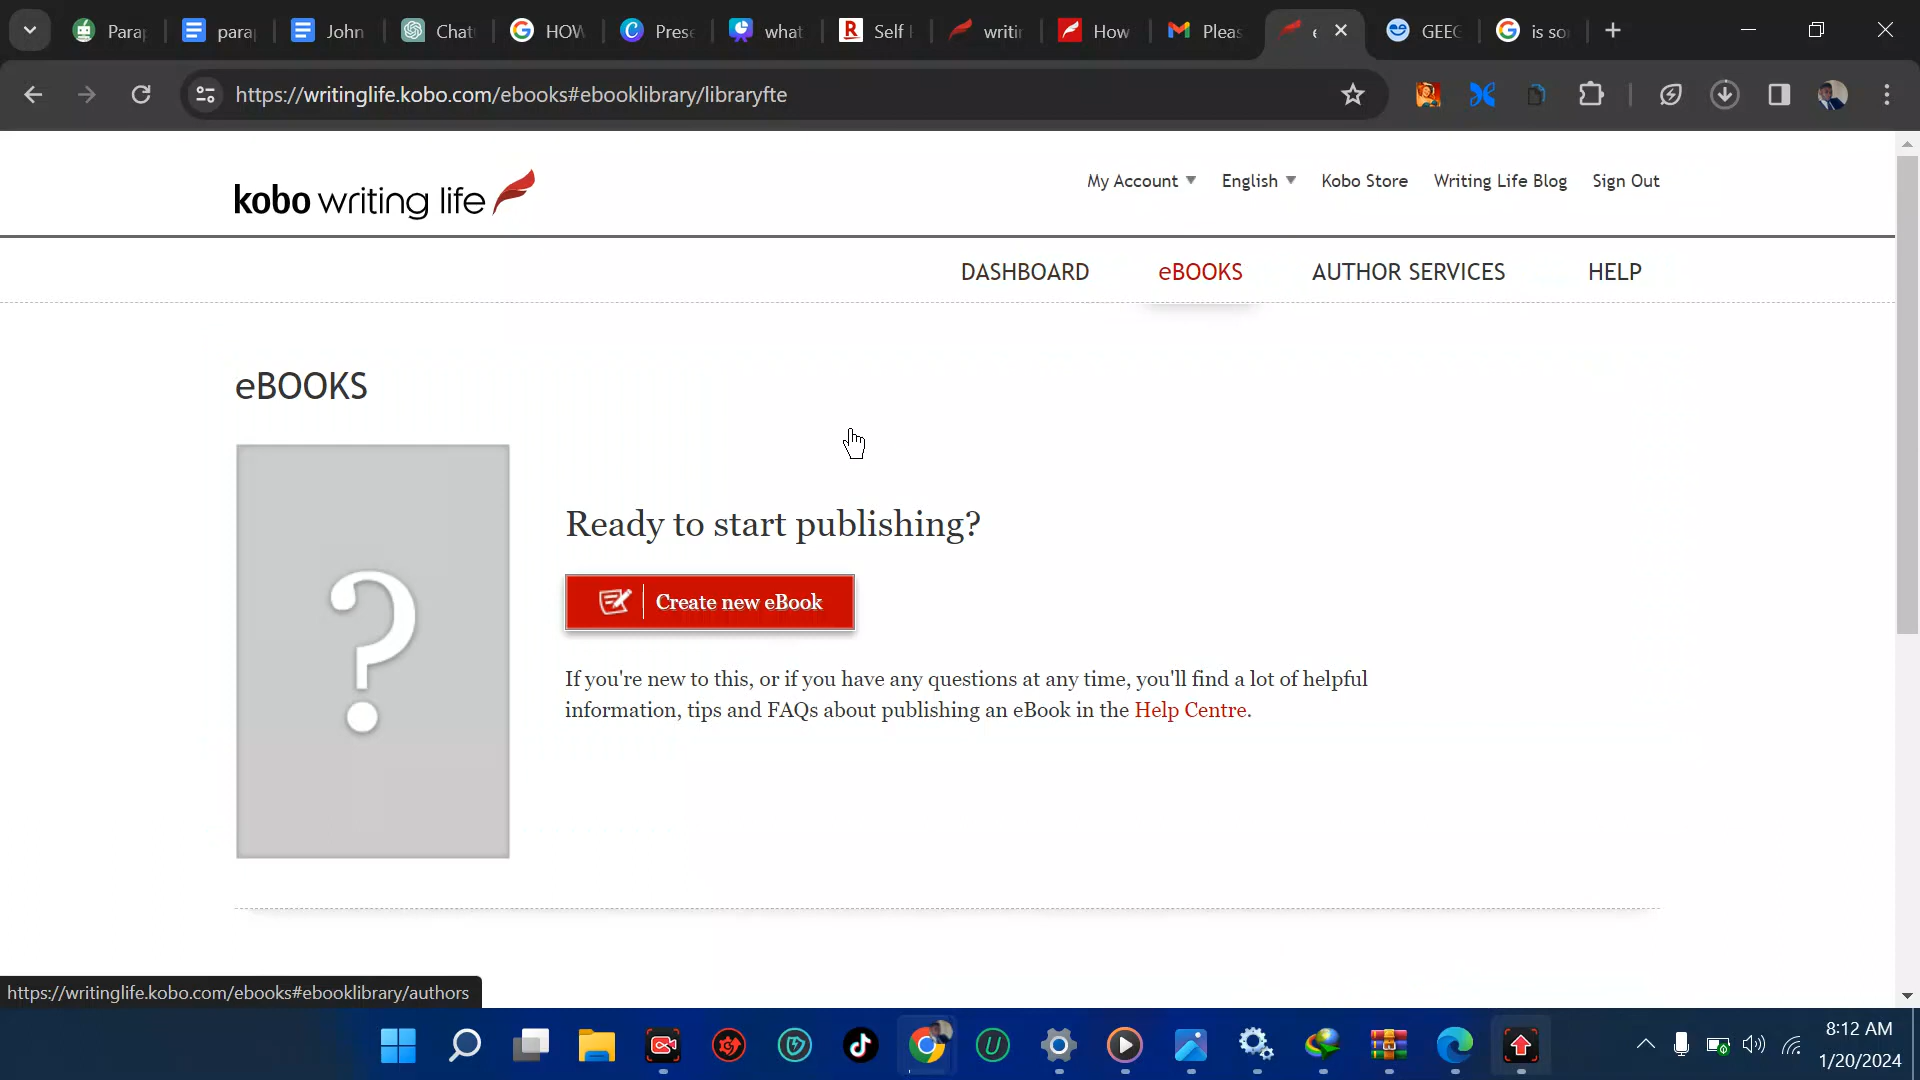 Para
para
John
Chat
HOW
Prese
what
Self
writin
How
Pleas
e
GEEC
is so
https://writinglife.kobo.com/ebooks#ebooklibrary/libraryfte
kobo writing life
My Account
English
Kobo Store
Writing Life Blog
Sign Out
DASHBOARD
eBOOKS
AUTHOR SERVICES
HELP
eBOOKS
?
Ready to start publishing?
Create new eBook
If you're new to this, or if you have any questions at any time, you'll find a lot of helpful
information, tips and FAQs about publishing an eBook in the Help Centre.
https://writinglife.kobo.com/ebooks#ebooklibrary/authors
8:12 AM
1/20/2024